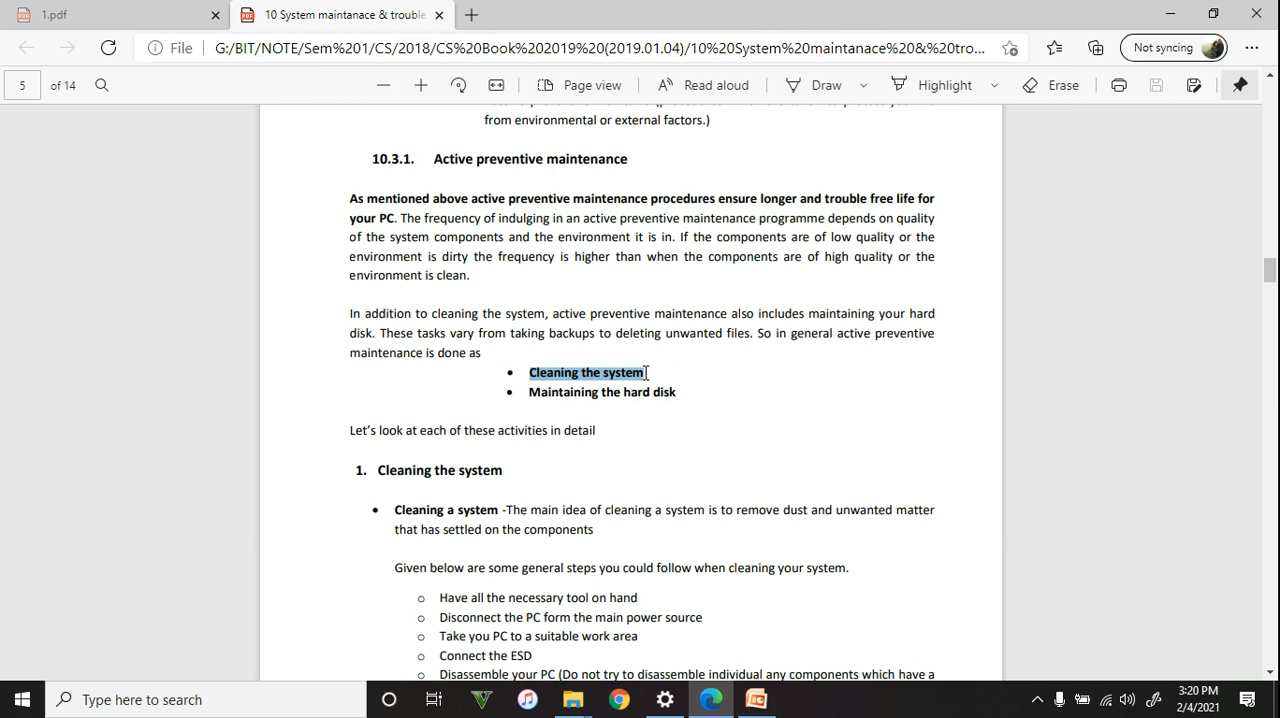 1.pdf
10 System maintanace & trouble
File
G:/BIT/NOTE/Sem%201/CS/2018/CS%20Book%202019%20(2019.01.04)/10%20System%20maintanace%20&%20tro...
Not syncing
5 of 14
Page view
Read aloud
Draw
Highlight
Erase
from environmental or external factors.)
10.3.1. Active preventive maintenance
As mentioned above active preventive maintenance procedures ensure longer and trouble free life for
your PC. The frequency of indulging in an active preventive maintenance programme depends on quality
of the system components and the environment it is in. If the components are of low quality or the
environment is dirty the frequency is higher than when the components are of high quality or the
environment is clean.
In addition to cleaning the system, active preventive maintenance also includes maintaining your hard
disk. These tasks vary from taking backups to deleting unwanted files. So in general active preventive
maintenance is done as
• Cleaning the system
• Maintaining the hard disk
Let's look at each of these activities in detail
1. Cleaning the system
• Cleaning a system -The main idea of cleaning a system is to remove dust and unwanted matter
that has settled on the components
Given below are some general steps you could follow when cleaning your system.
o Have all the necessary tool on hand
o Disconnect the PC form the main power source
o Take you PC to a suitable work area
o Connect the ESD
o Disassemble your PC (Do not try to disassemble individual any components which have a
Type here to search
3:20 PM
2/4/2021